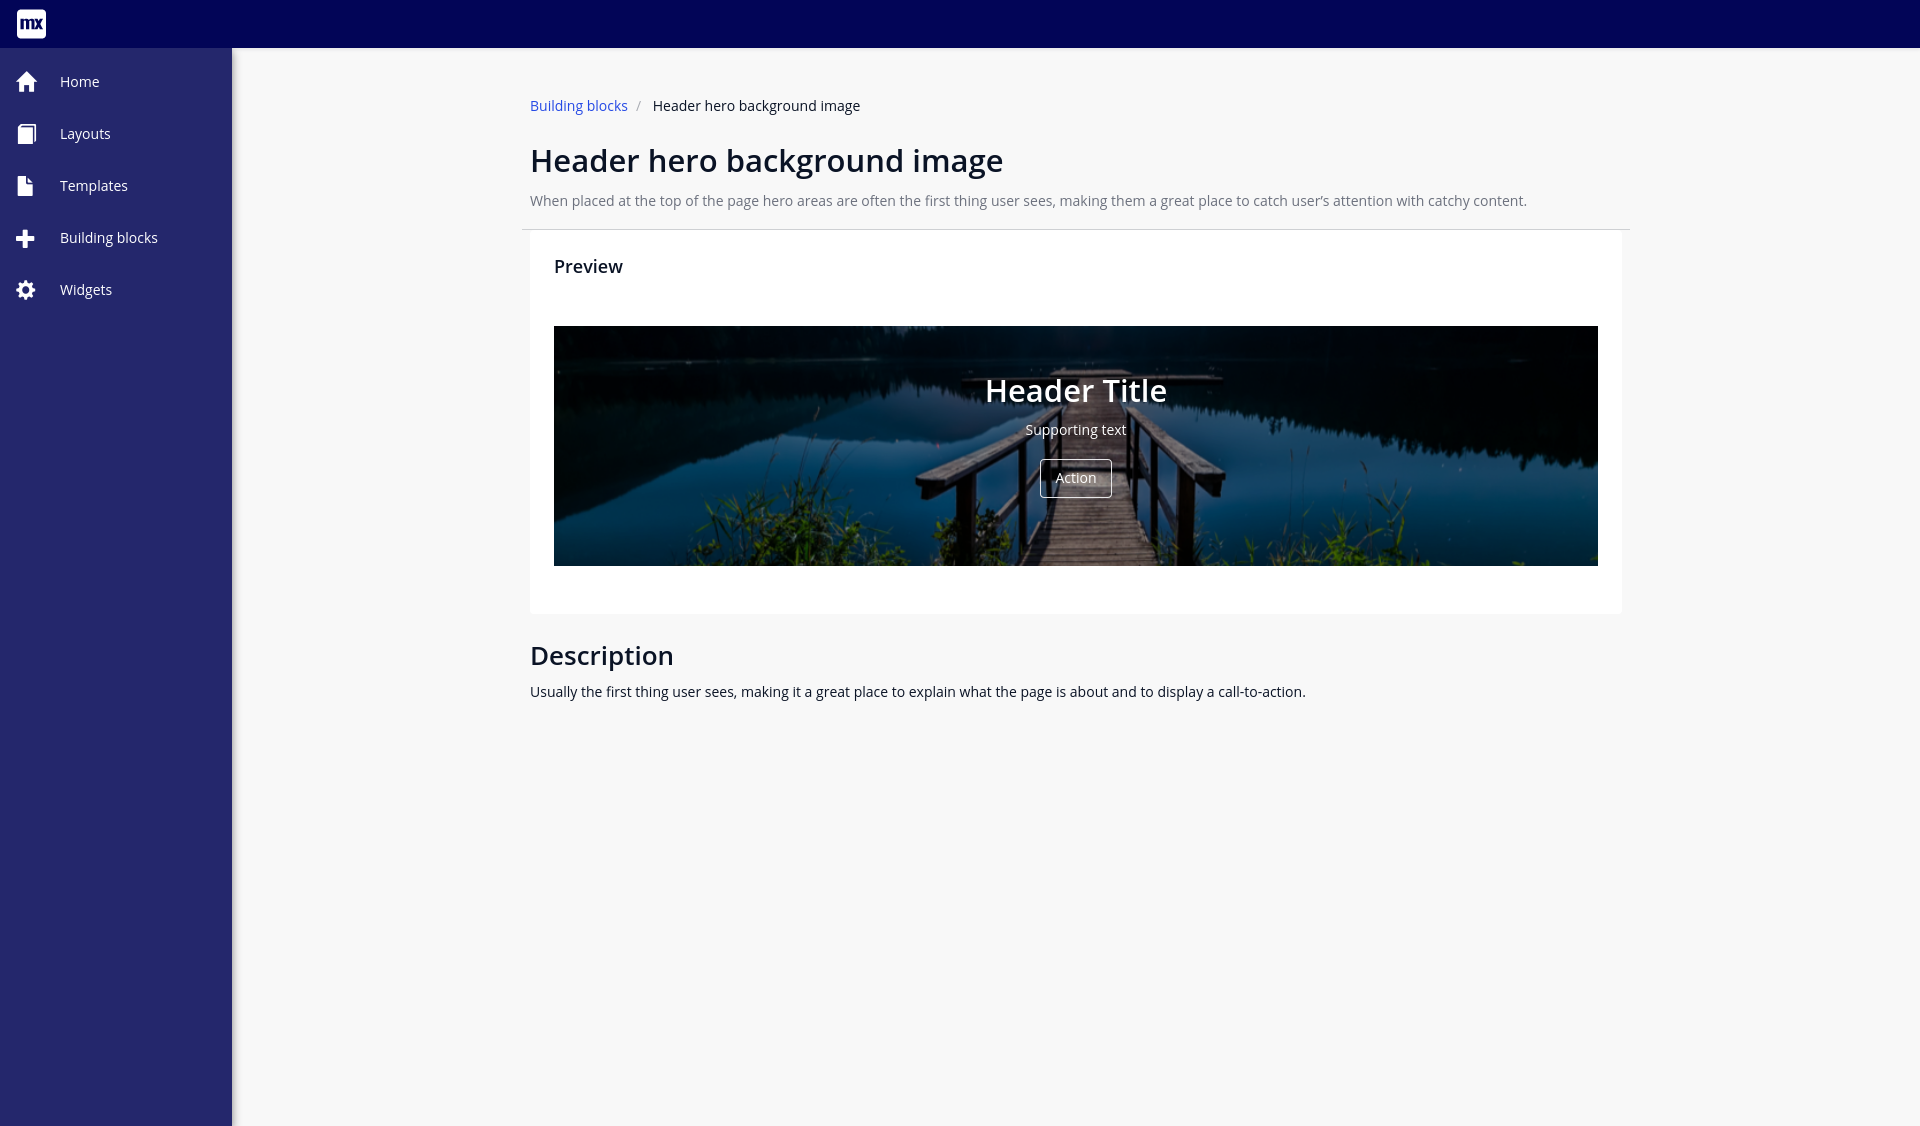 mx
Home
Layouts
Templates
Building blocks
Widgets
Building blocks / Header hero background image
Header hero background image
When placed at the top of the page hero areas are often the first thing user sees, making them a great place to catch user's attention with catchy content.
Preview
Header Title
Supporting text
Action
Description
Usually the first thing user sees, making it a great place to explain what the page is about and to display a call-to-action.